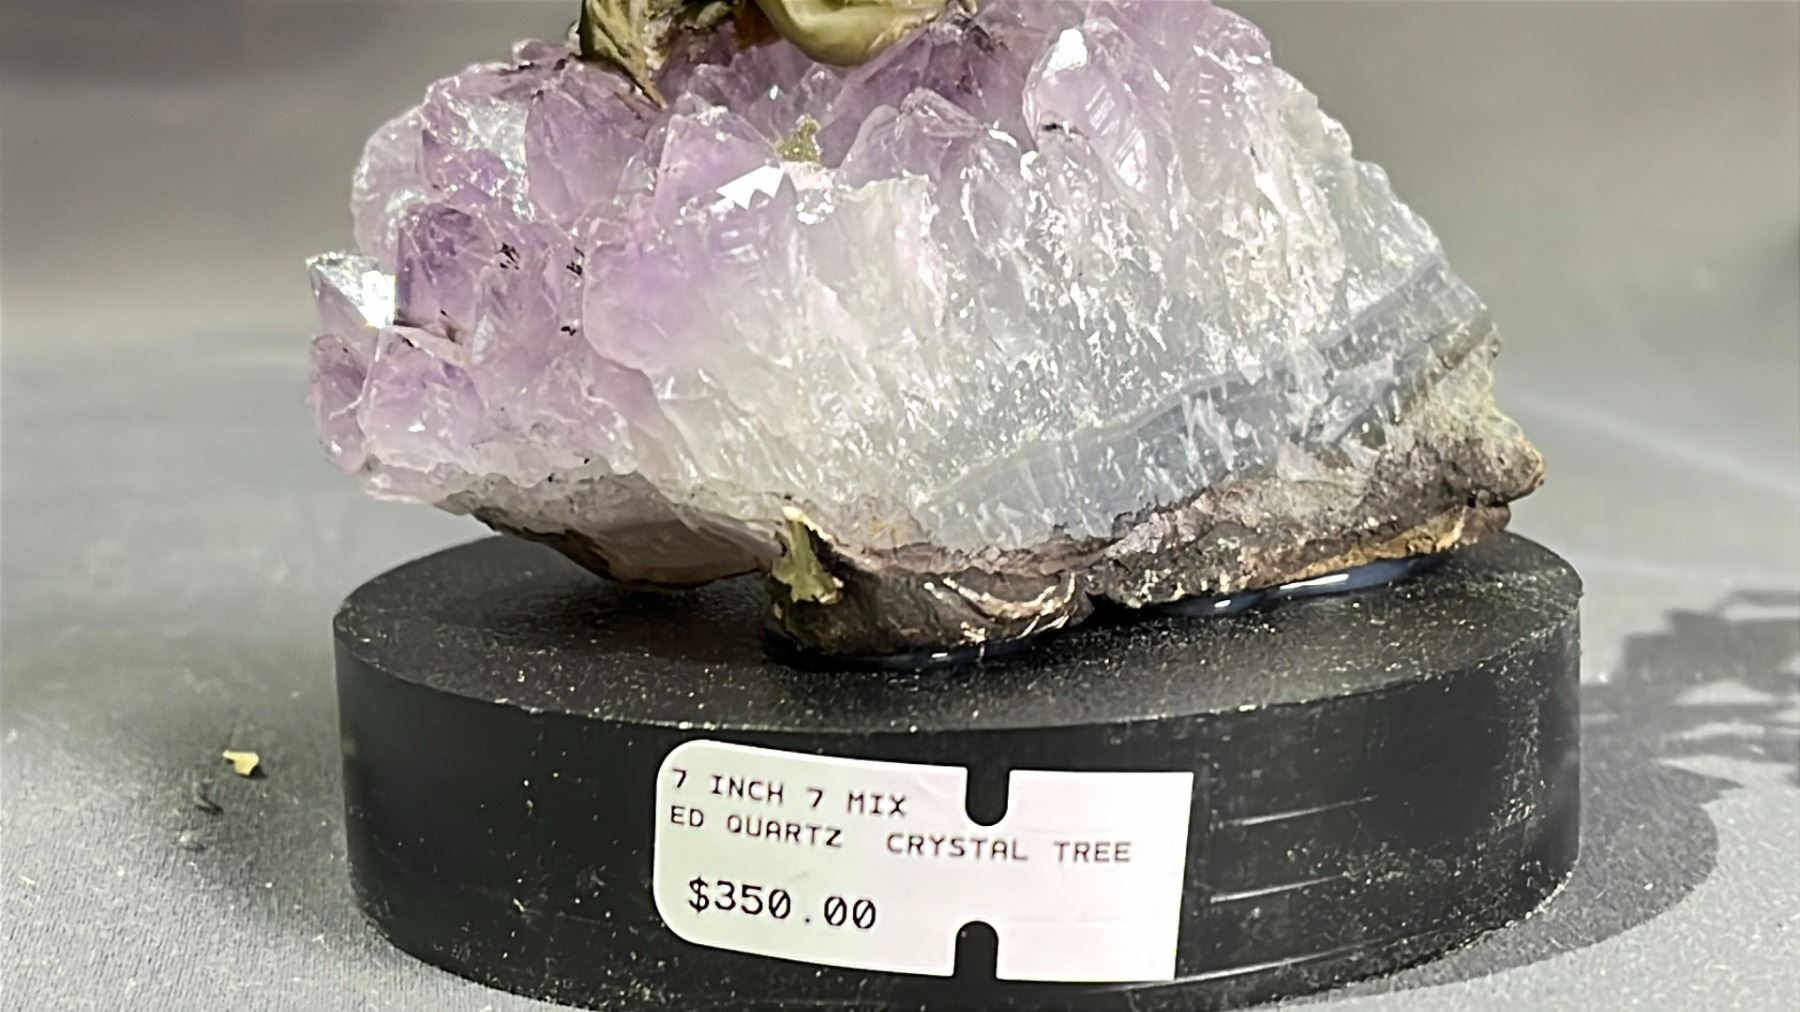 7 INCH 7 MIX
ED QUARTZ CRYSTAL TREE
$350.00